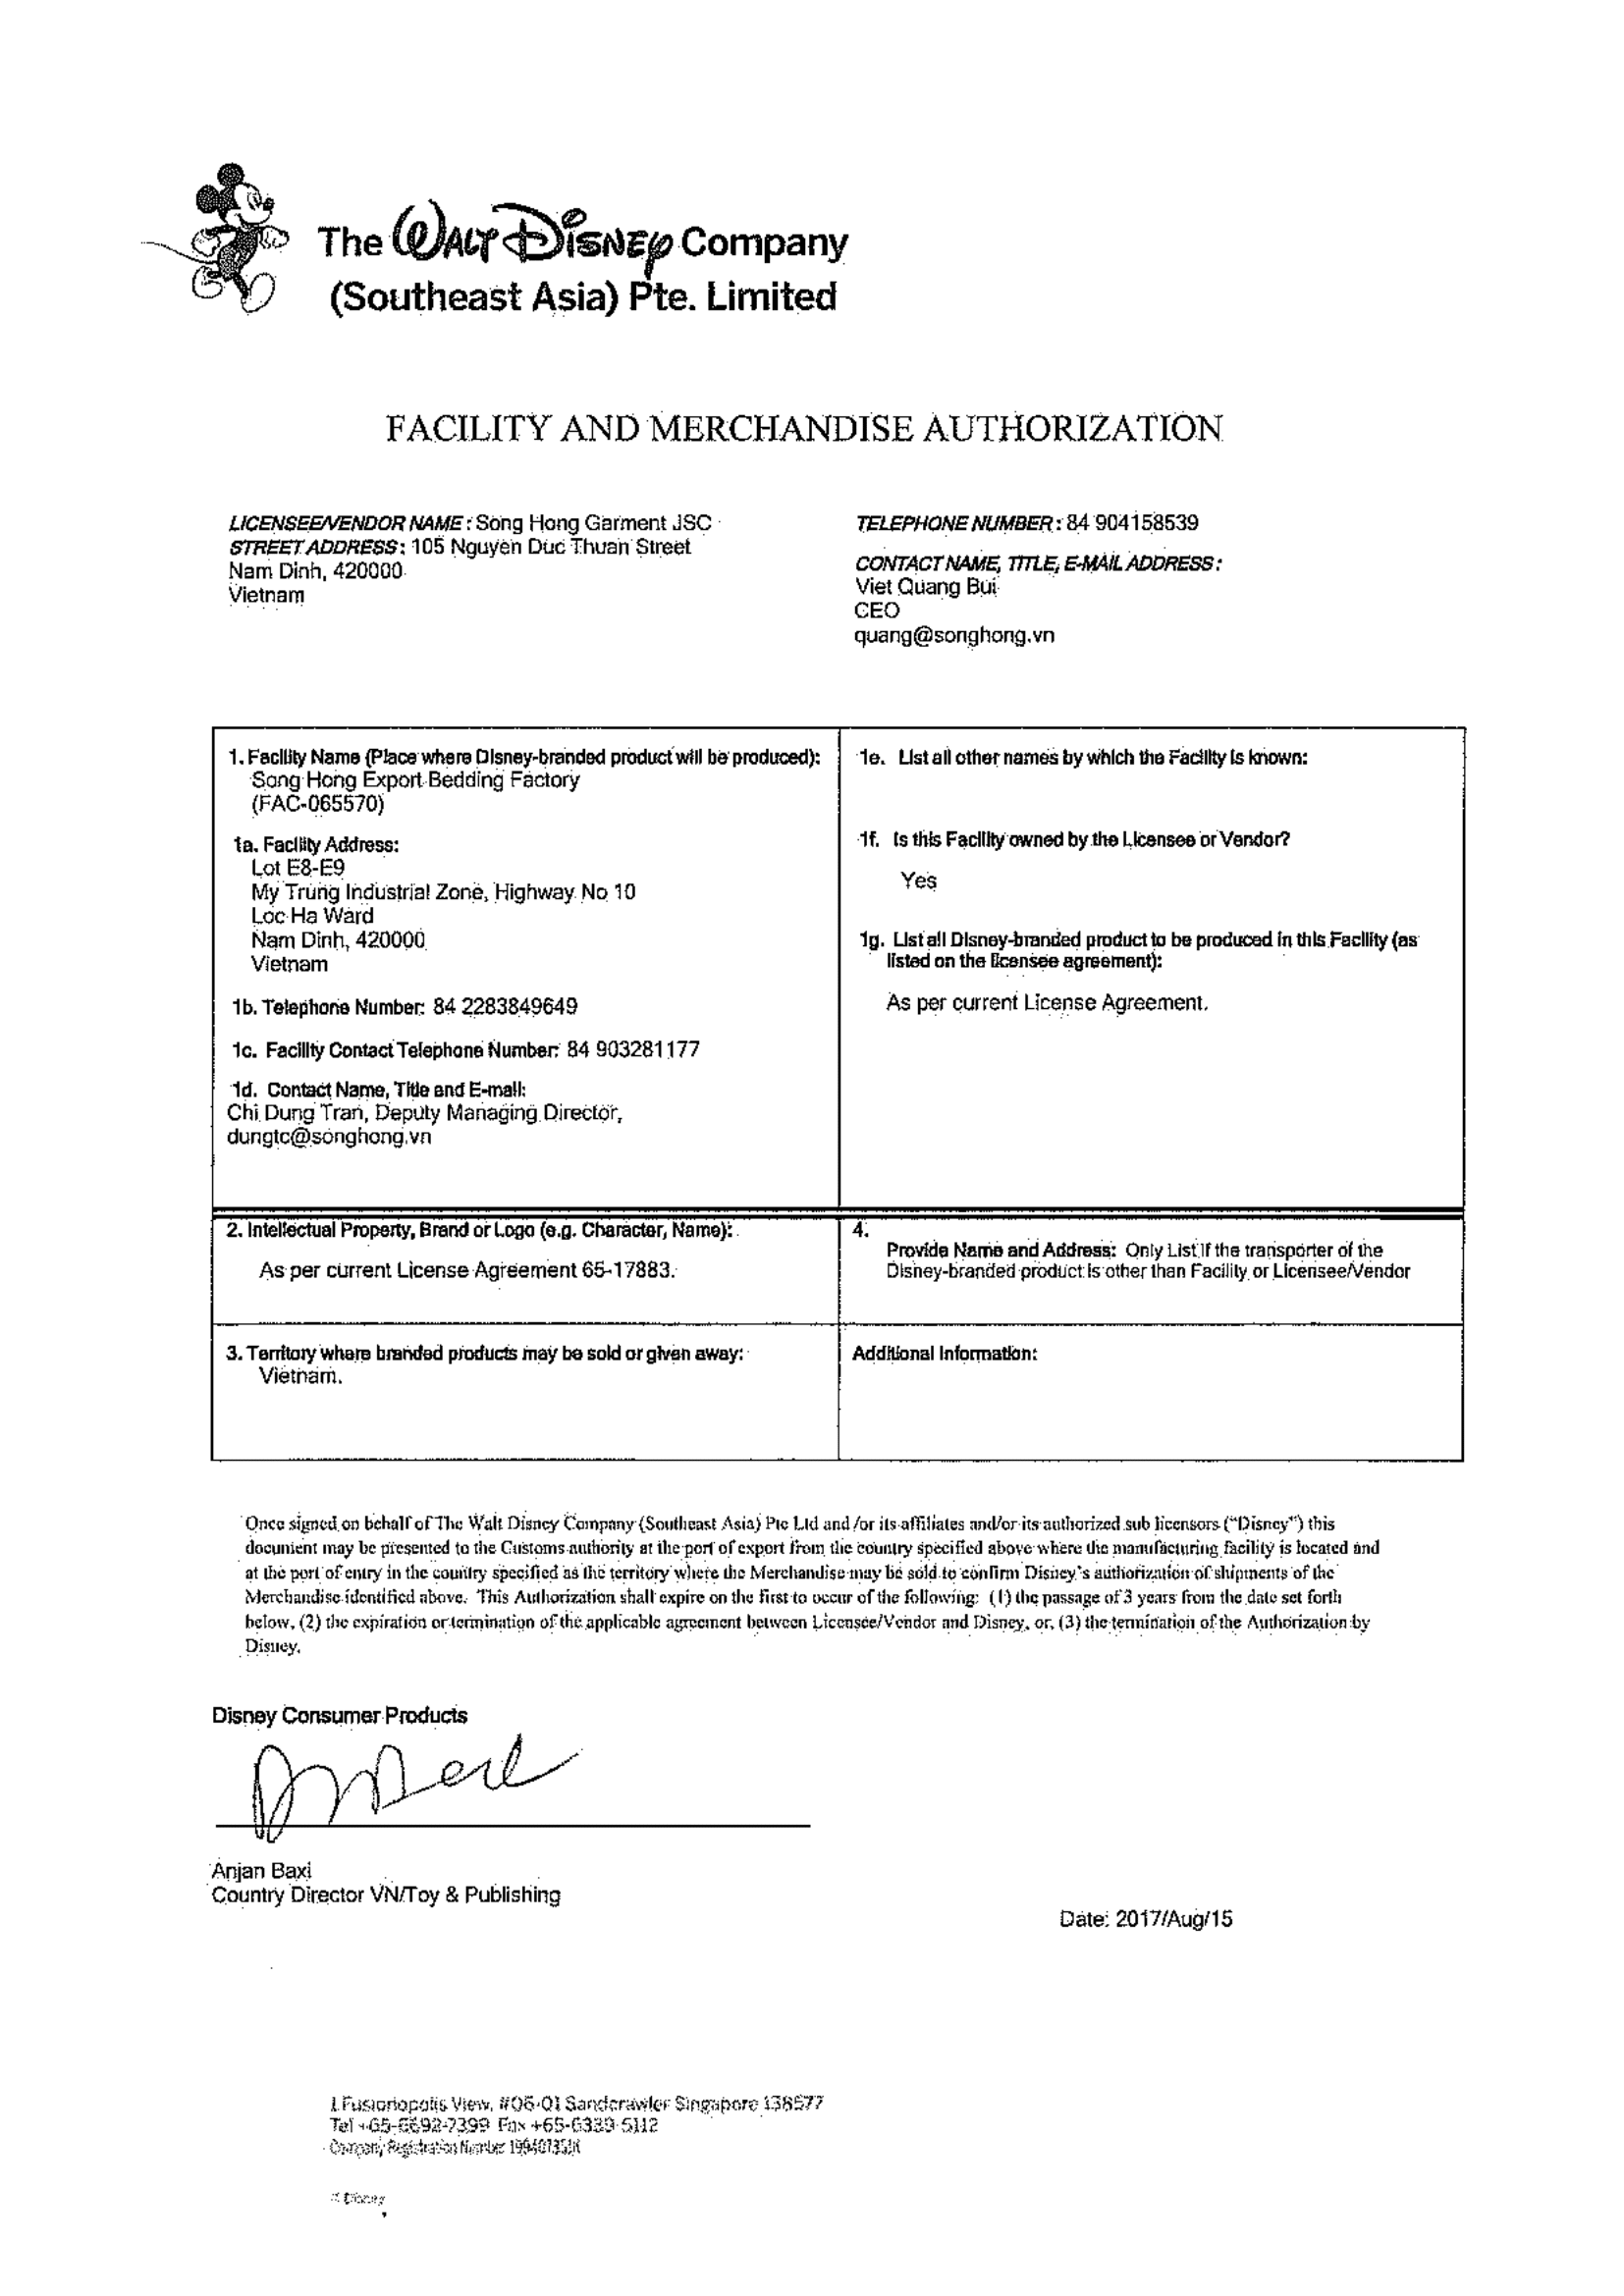 The WALT DISNEY Company
(Southeast Asia) Pte. Limited
FACILITY AND MERCHANDISE AUTHORIZATION
LICENSEE/VENDOR NAME: Song Hong Garment JSC
STREET ADDRESS: 105 Nguyen Duc Thuan Street
Nam Dinh, 420000
Vietnam
TELEPHONE NUMBER: 84 904158539
CONTACT NAME, TITLE, E-MAIL ADDRESS:
Viet Quang Bui
CEO
quang@songhong.vn
1. Facility Name (Place where Disney-branded product will be produced):
Song Hong Export Bedding Factory
(FAC-065570)
1a. Facility Address:
Lot E8-E9
My Trung Industrial Zone, Highway No 10
Loc Ha Ward
Nam Dinh, 420000
Vietnam
1b. Telephone Number: 84 2283849649
1c. Facility Contact Telephone Number: 84 903281177
1d. Contact Name, Title and E-mail:
Chi Dung Tran, Deputy Managing Director,
dungtc@songhong.vn
1e. List all other names by which the Facility is known:
1f. Is this Facility owned by the Licensee or Vendor?
Yes
1g. List all Disney-branded product to be produced in this Facility (as
listed on the licensee agreement):
As per current License Agreement.
2. Intellectual Property, Brand or Logo (e.g. Character, Name):
As per current License Agreement 65-17883.
4.
Provide Name and Address: Only List if the transporter of the
Disney-branded product is other than Facility or Licensee/Vendor
3. Territory where branded products may be sold or given away:
Vietnam.
Additional Information:
Once signed on behalf of The Walt Disney Company (Southeast Asia) Pte Ltd and /or its affiliates and/or its authorized sub licensors ("Disney") this
document may be presented to the Customs authority at the port of export from the country specified above where the manufacturing facility is located and
at the port of entry in the country specified as the territory where the Merchandise may be sold to confirm Disney's authorization of shipments of the
Merchandise identified above. This Authorization shall expire on the first to occur of the following: (1) the passage of 3 years from the date set forth
below, (2) the expiration or termination of the applicable agreement between Licensee/Vendor and Disney, or, (3) the termination of the Authorization by
Disney.
Disney Consumer Products
Anjan Baxi
Country Director VN/Toy & Publishing
Date: 2017/Aug/15
1 Fusionopolis View, #06-01 Sandcrawler Singapore 138577
Tel +65-6692-7399 Fax +65-6339-5112
Company Registration Number
Disney